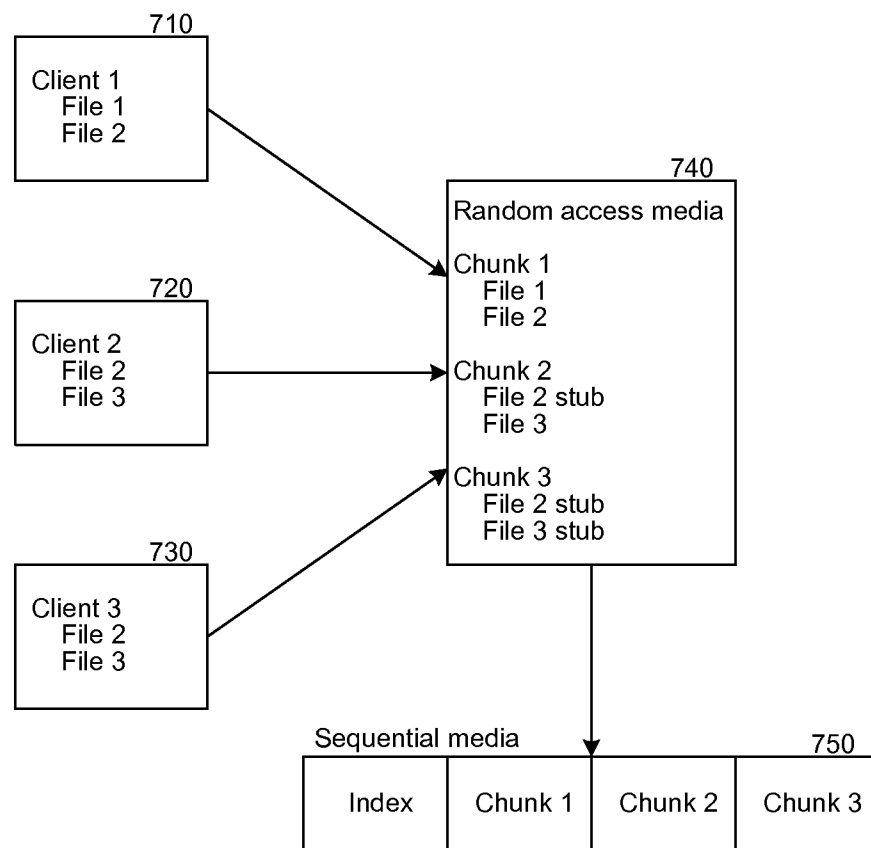 710
Client 1
File 1
File 2
740
Random access media
Chunk 1
File 1
File 2
720
Client 2
File 2
File 3
Chunk 2
File 2 stub
File 3
Chunk 3
File 2 stub
File 3 stub
730
Client 3
File 2
File 3
Sequential media
750
Index
Chunk 1
Chunk 2
Chunk 3